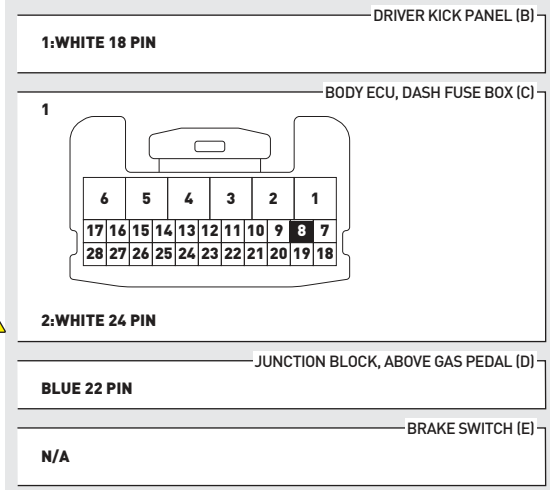 DRIVER KICK PANEL (B)
1:WHITE 18 PIN
BODY ECU, DASH FUSE BOX (C)
1
6 5 4 3 2 1
17 16 15 14 13 12 11 10 9 8 7
28 27 26 25 24 23 22 21 20 19 18
2:WHITE 24 PIN
JUNCTION BLOCK, ABOVE GAS PEDAL (D)
BLUE 22 PIN
BRAKE SWITCH (E)
N/A